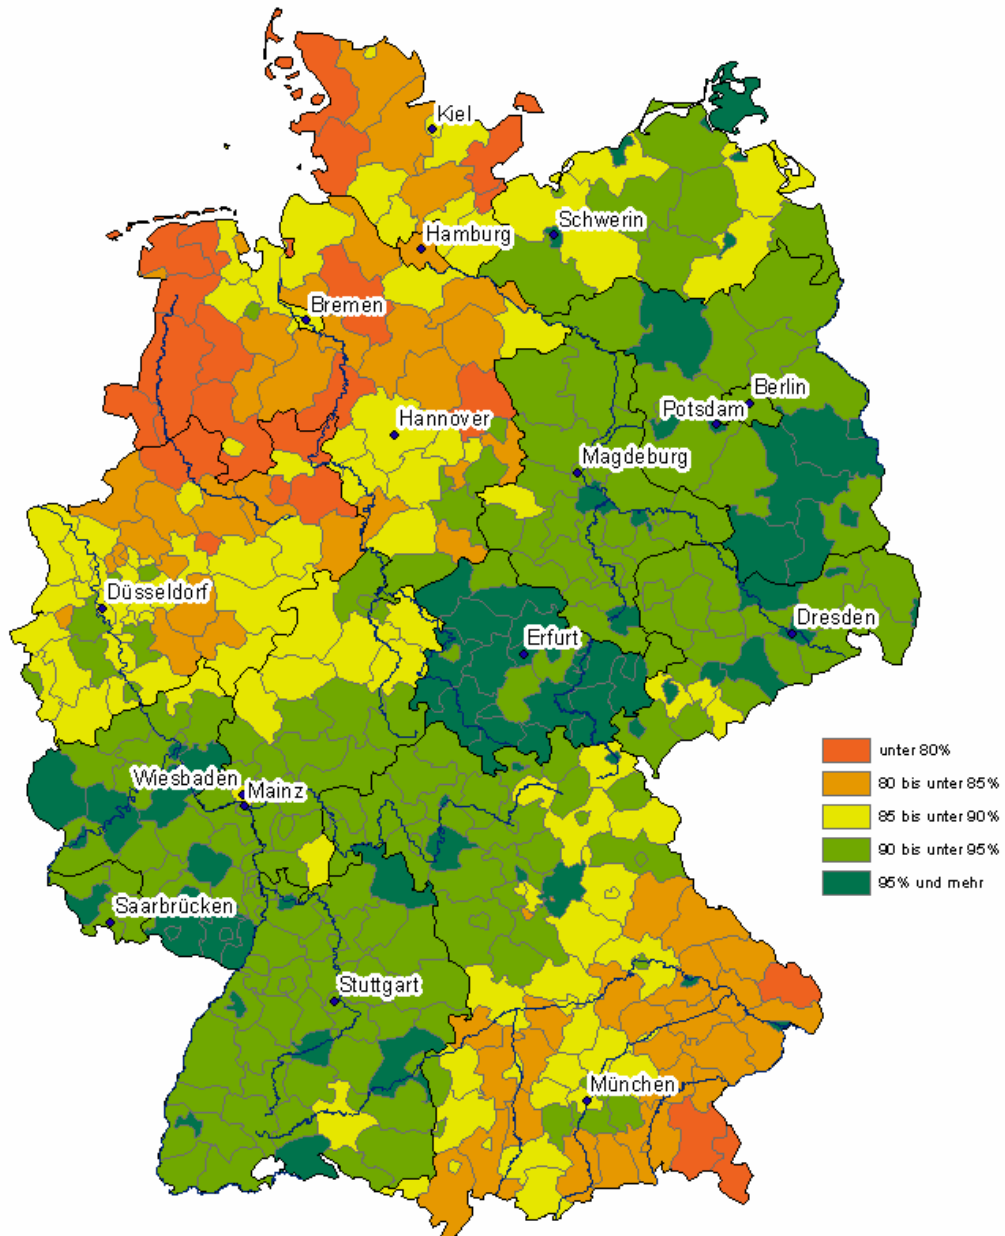 Kiel
Schwerin
Hamburg
Bremen
Berlin
Potsdam
Hannover
Magdeburg
Düsseldorf
Dresden
Erfurt
Wiesbaden
Mainz
Saarbrücken
Stuttgart
München
unter 80%
80 bis unter 85%
85 bis unter 90%
90 bis unter 95%
95% und mehr